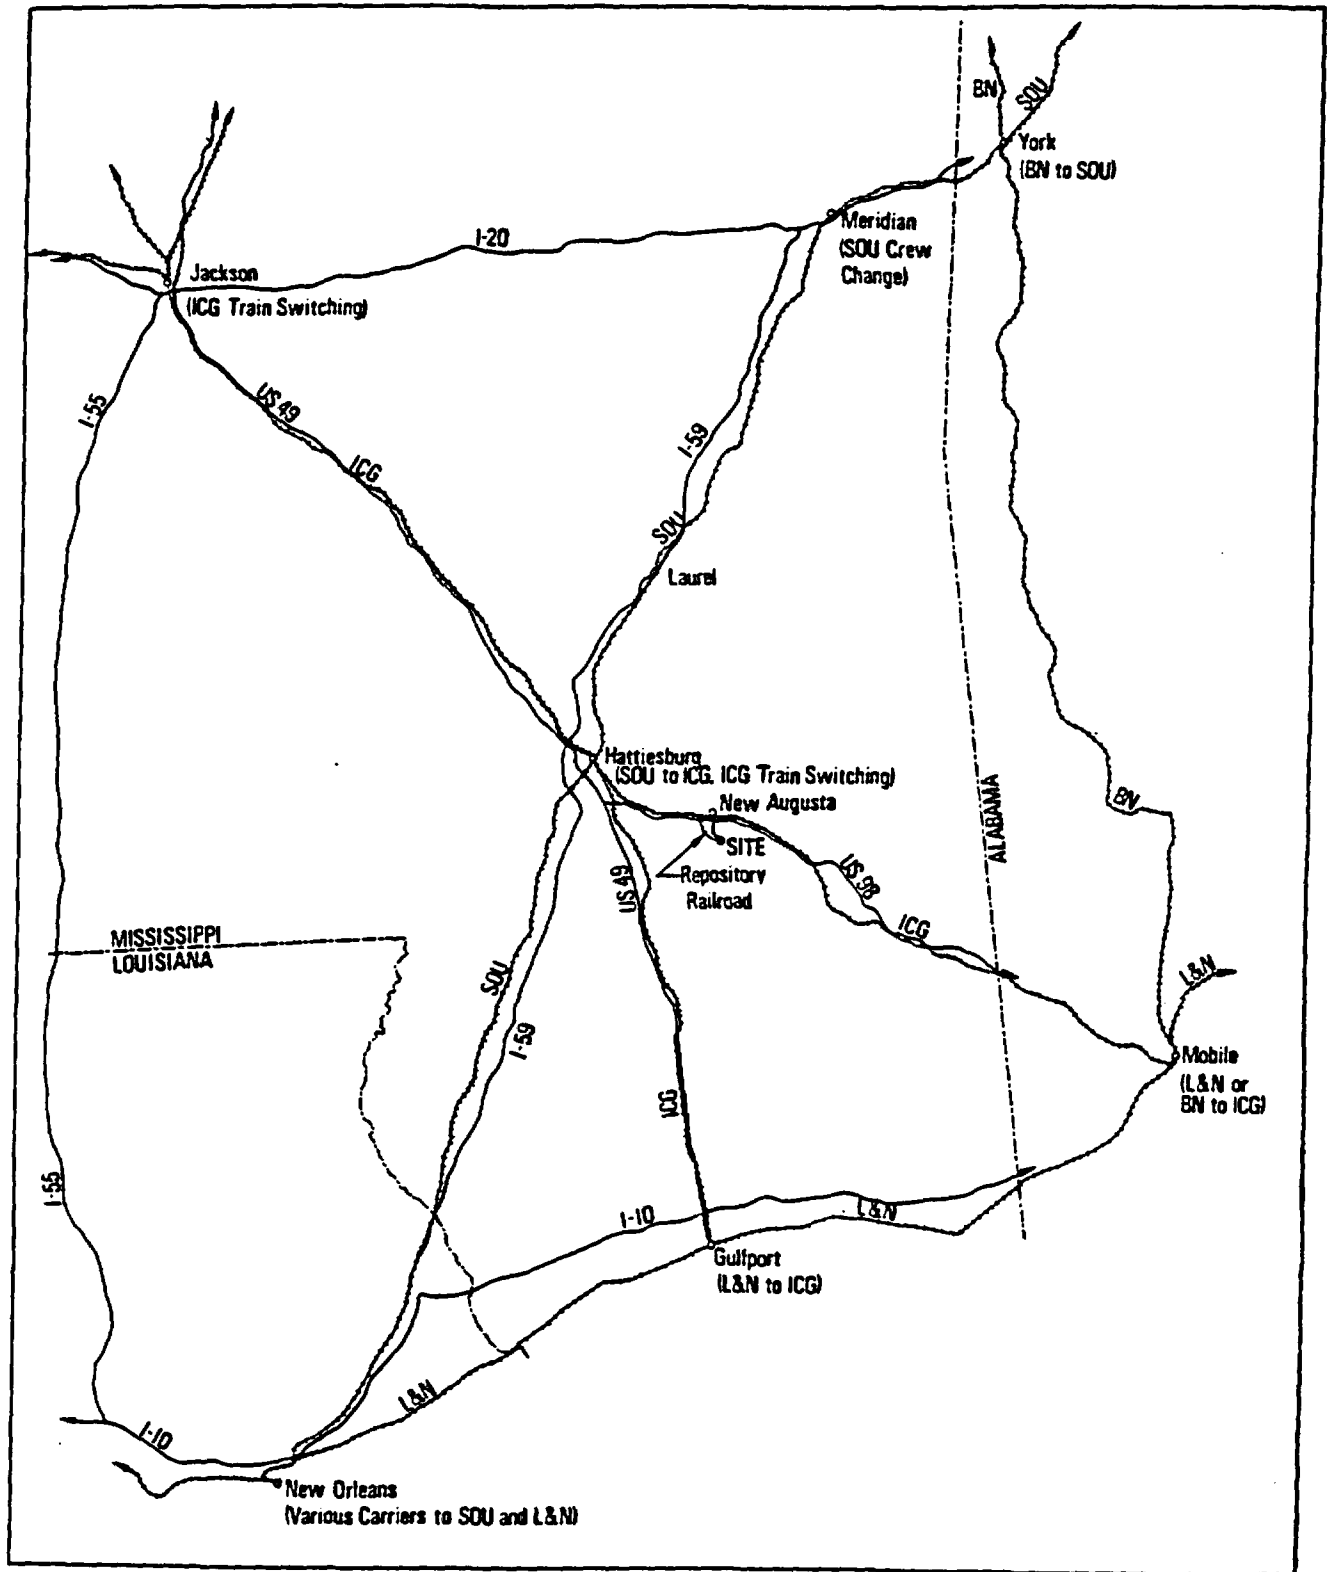 BN
SOU
York
(BN to SOU)
Meridian
(SOU Crew
Change)
I-20
Jackson
(ICG Train Switching)
I-55
US 49
ICG
I-59
SOU
Laurel
Hattiesburg
(SOU to ICG, ICG Train Switching)
New Augusta
SITE
Repository
Railroad
US 49
US 98
ICG
ALABAMA
BN
MISSISSIPPI
LOUISIANA
SOU
I-59
L&N
Mobile
(L&N or
BN to ICG)
ICG
I-55
I-10
L&N
Gulfport
(L&N to ICG)
L&N
I-10
New Orleans
(Various Carriers to SOU and L&N)